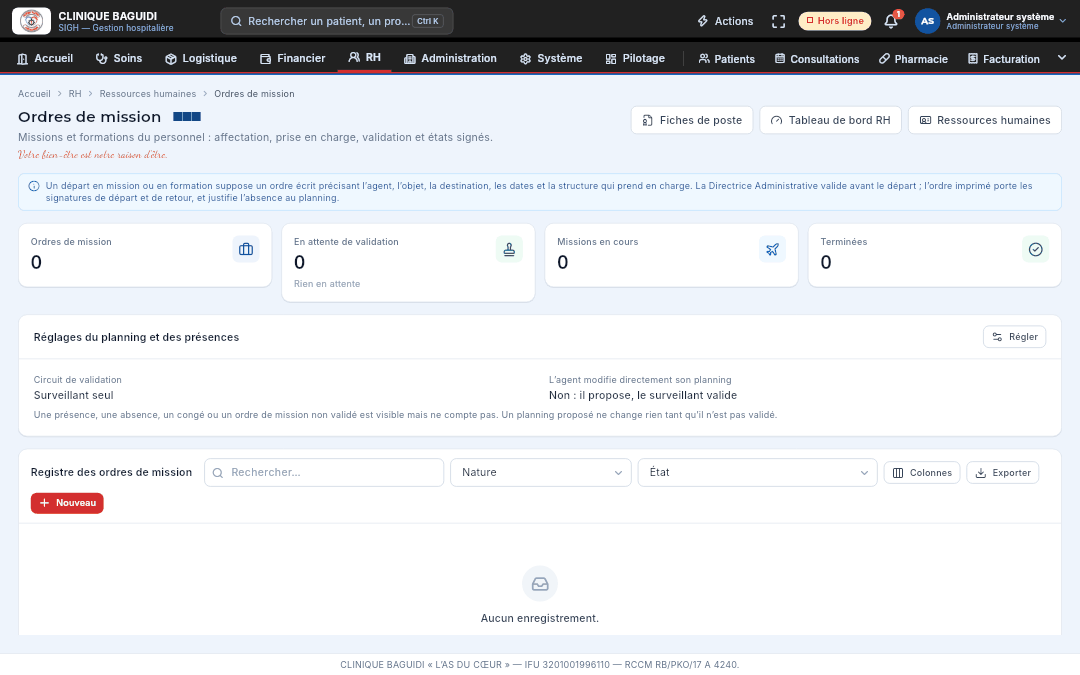 CLINIQUE BAGUIDI
SIGH — Gestion hospitalière
Rechercher un patient, un pro... Ctrl K
Actions
Hors ligne
1
AS
Administrateur système
Administrateur système
Accueil
Soins
Logistique
Financier
RH
Administration
Système
Pilotage
Patients
Consultations
Pharmacie
Facturation
Accueil > RH > Ressources humaines > Ordres de mission
Ordres de mission
Missions et formations du personnel : affectation, prise en charge, validation et états signés.
Votre bien-être est notre raison d'être.
Fiches de poste
Tableau de bord RH
Ressources humaines
Un départ en mission ou en formation suppose un ordre écrit précisant l'agent, l'objet, la destination, les dates et la structure qui prend en charge. La Directrice Administrative valide avant le départ ; l'ordre imprimé porte les
signatures de départ et de retour, et justifie l'absence au planning.
Ordres de mission
0
En attente de validation
0
Rien en attente
Missions en cours
0
Terminées
0
Réglages du planning et des présences
Régler
Circuit de validation
Surveillant seul
L'agent modifie directement son planning
Non : il propose, le surveillant valide
Une présence, une absence, un congé ou un ordre de mission non validé est visible mais ne compte pas. Un planning proposé ne change rien tant qu'il n'est pas validé.
Registre des ordres de mission
Rechercher...
Nature
État
Colonnes
Exporter
+ Nouveau
Aucun enregistrement.
CLINIQUE BAGUIDI « L'AS DU CŒUR » — IFU 3201001996110 — RCCM RB/PKO/17 A 4240.